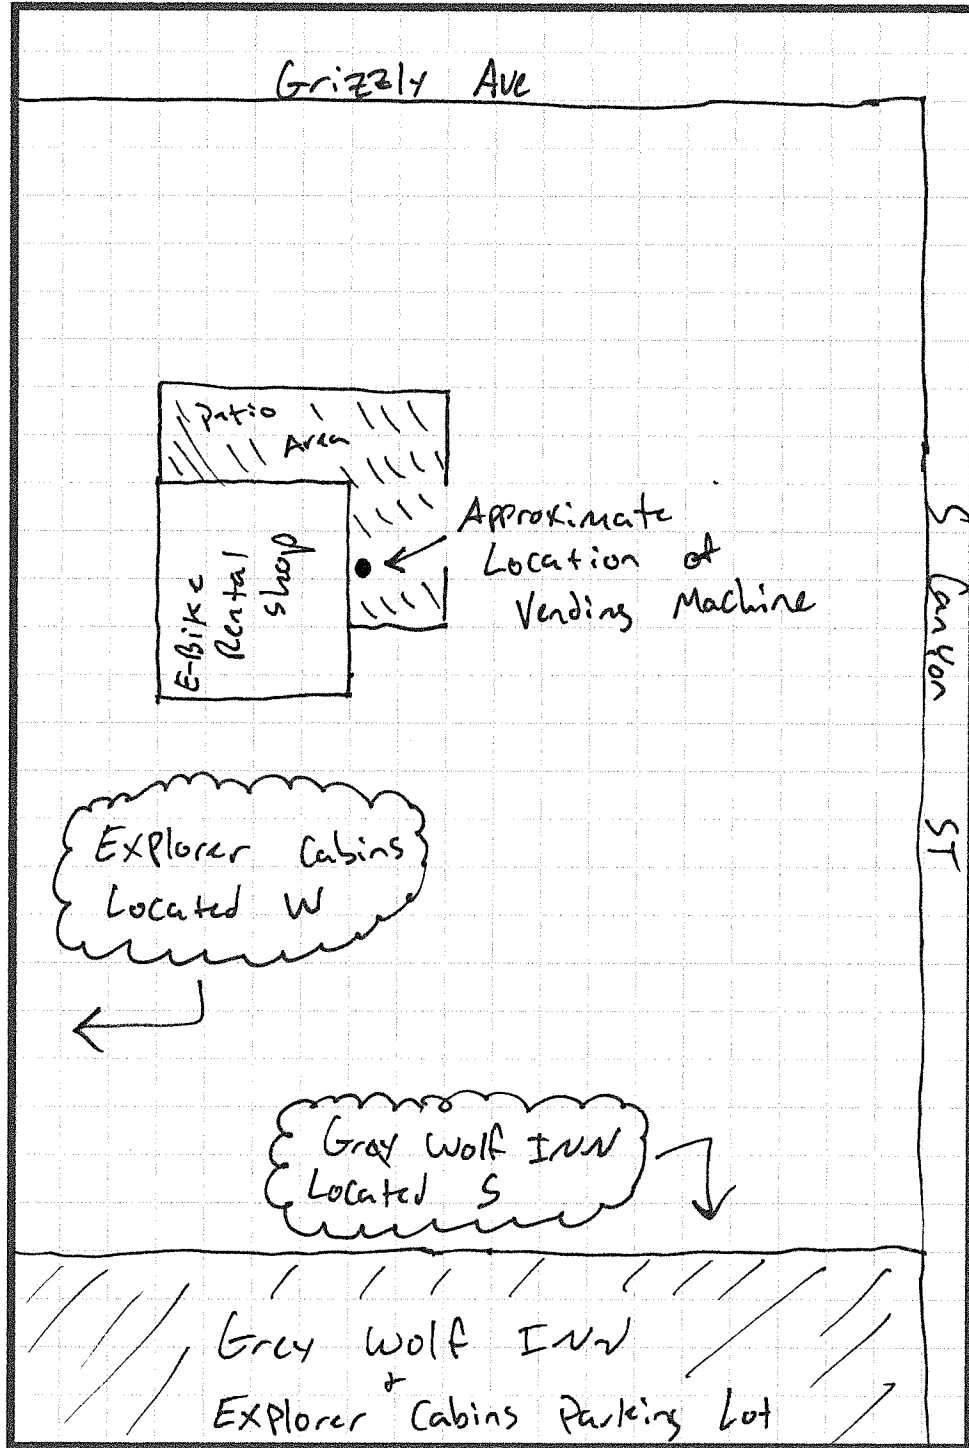 Grizzly Ave
Patio
Area
E-Bike
Rental
Shop
Approximate
Location of
Vending Machine
S Canyon ST
Explorer Cabins
Located W
Gray Wolf INN
Located S
Grey Wolf INN
+
Explorer Cabins Parking Lot